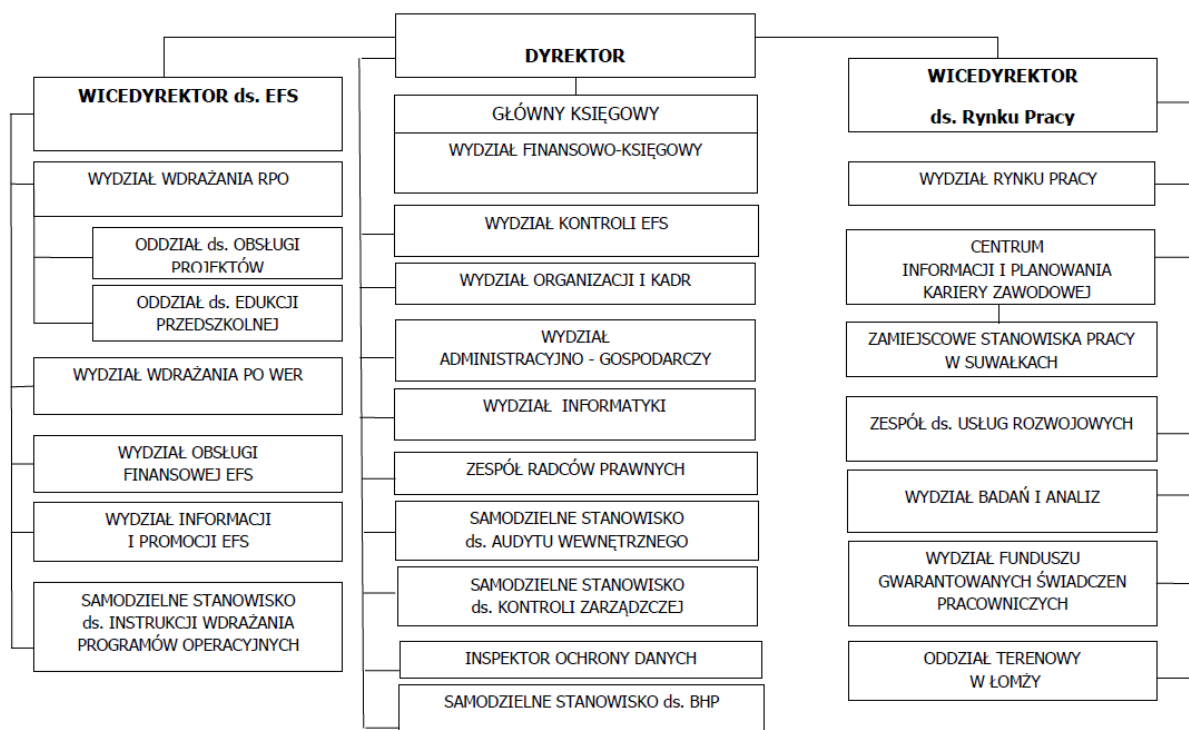 DYREKTOR
WICEDYREKTOR ds. EFS
WYDZIAŁ WDRAŻANIA RPO
ODDZIAŁ ds. OBSŁUGI
PROJEKTÓW
ODDZIAŁ ds. EDUKCJI
PRZEDSZKOLNEJ
WYDZIAŁ WDRAŻANIA PO WER
WYDZIAŁ OBSŁUGI
FINANSOWEJ EFS
WYDZIAŁ INFORMACJI
I PROMOCJI EFS
SAMODZIELNE STANOWISKO
ds. INSTRUKCJI WDRAŻANIA
PROGRAMÓW OPERACYJNYCH
GŁÓWNY KSIĘGOWY
WYDZIAŁ FINANSOWO-KSIĘGOWY
WYDZIAŁ KONTROLI EFS
WYDZIAŁ ORGANIZACJI I KADR
WYDZIAŁ
ADMINISTRACYJNO - GOSPODARCZY
WYDZIAŁ INFORMATYKI
ZESPÓŁ RADCÓW PRAWNYCH
SAMODZIELNE STANOWISKO
ds. AUDYTU WEWNĘTRZNEGO
SAMODZIELNE STANOWISKO
ds. KONTROLI ZARZĄDZCZEJ
INSPEKTOR OCHRONY DANYCH
SAMODZIELNE STANOWISKO ds. BHP
WICEDYREKTOR
ds. Rynku Pracy
WYDZIAŁ RYNKU PRACY
CENTRUM
INFORMACJI I PLANOWANIA
KARIERY ZAWODOWEJ
ZAMIEJSCOWE STANOWISKA PRACY
W SUWAŁKACH
ZESPÓŁ ds. USŁUG ROZWOJOWYCH
WYDZIAŁ BADAŃ I ANALIZ
WYDZIAŁ FUNDUSZU
GWARANTOWANYCH ŚWIADCZEN
PRACOWNICZYCH
ODDZIAŁ TERENOWY
W ŁOMŻY